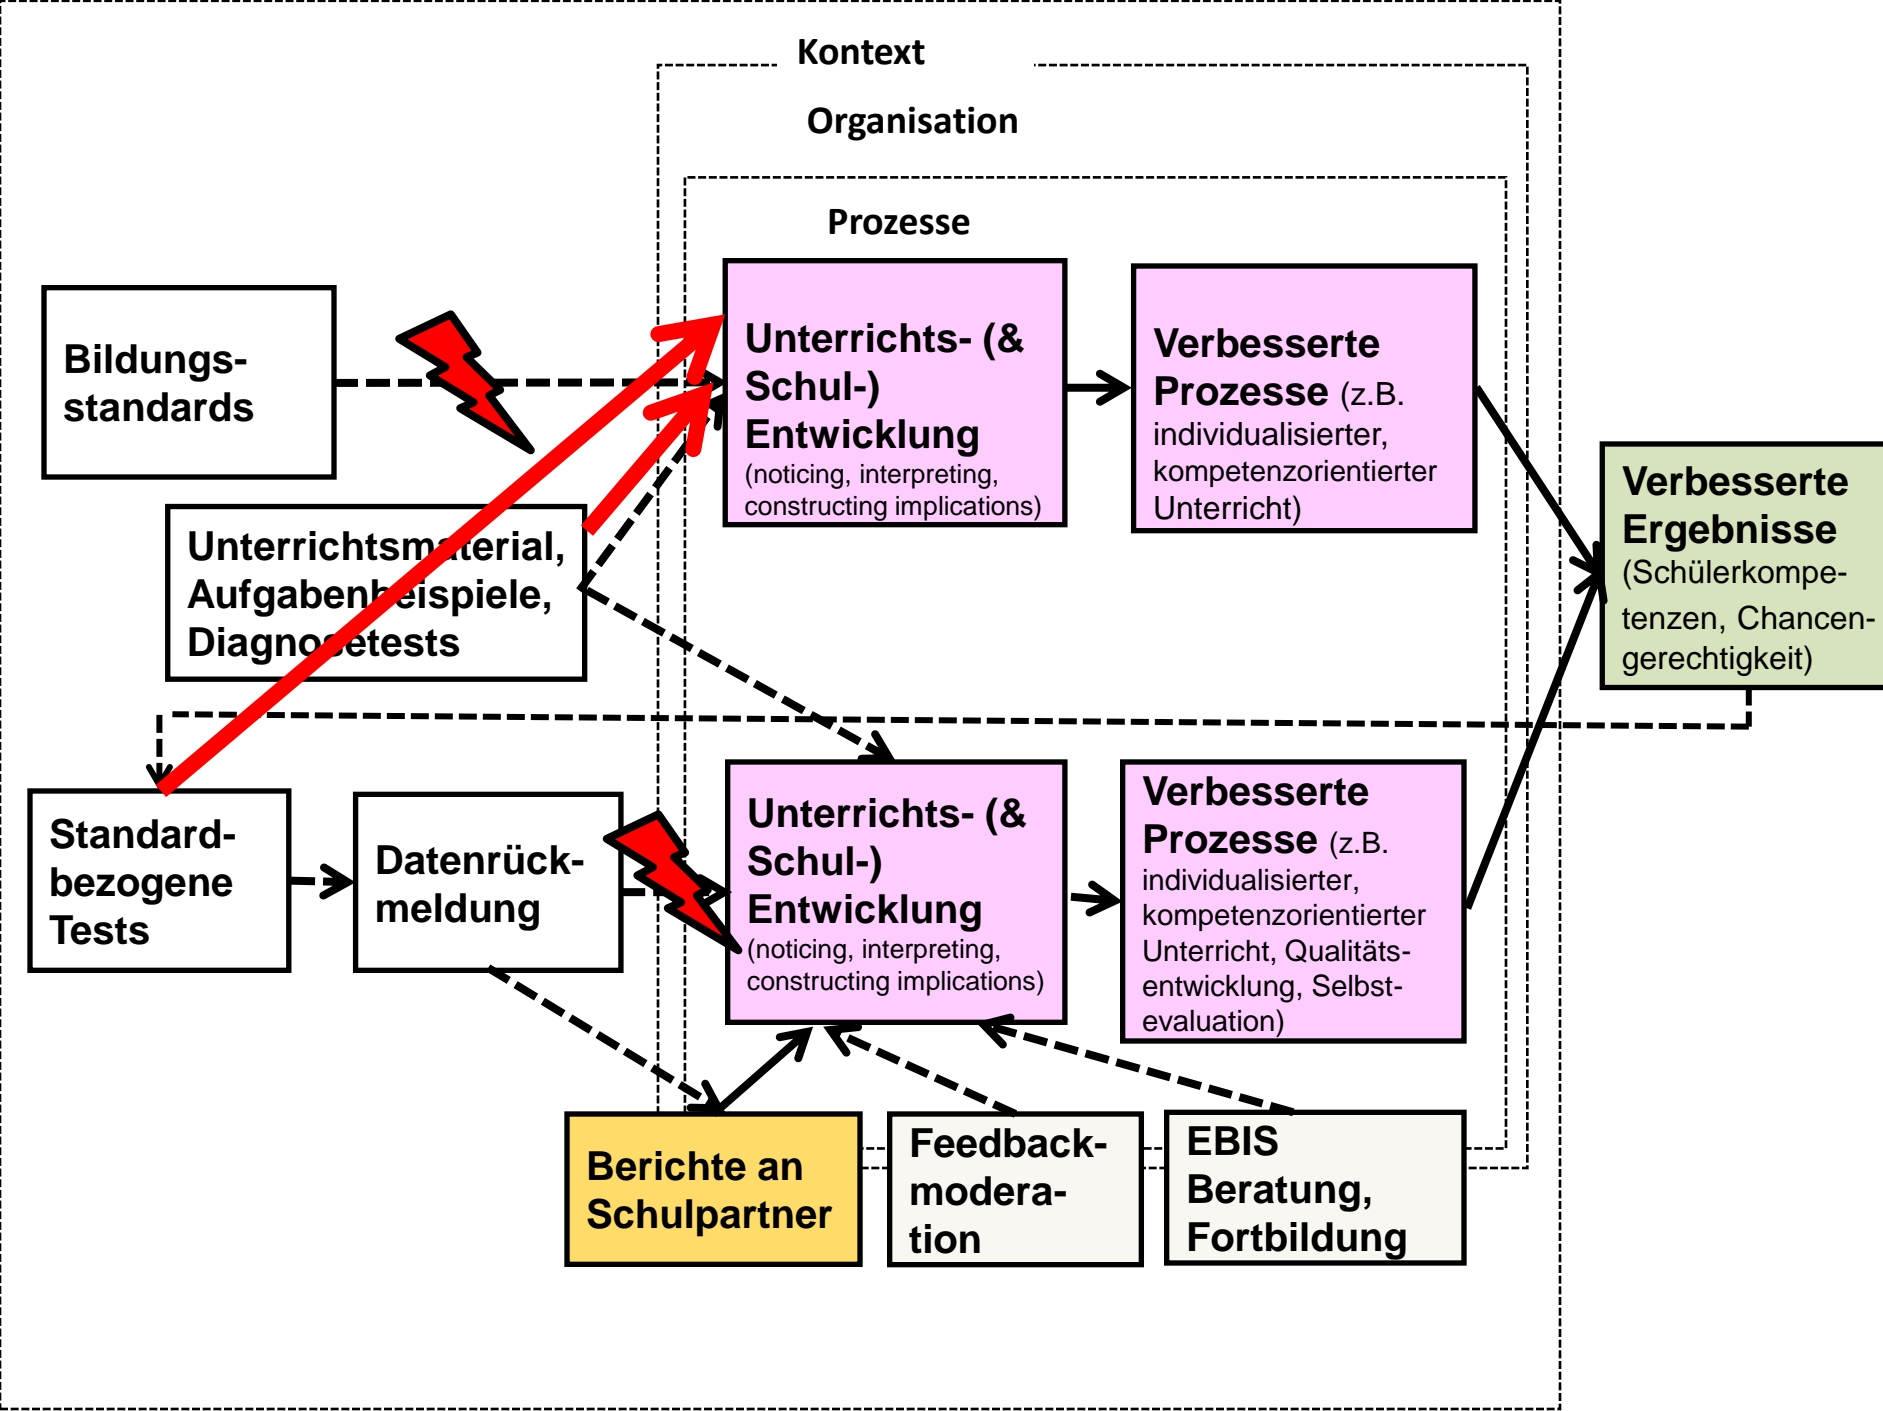 Kontext
Organisation
Prozesse
Bildungs-
standards
Unterrichts- (&
Schul-)
Entwicklung
(noticing, interpreting,
constructing implications)
Verbesserte
Prozesse (z.B.
individualisierter,
kompetenzorientierter
Unterricht)
Verbesserte
Ergebnisse
(Schülerkompe-
tenzen, Chancen-
gerechtigkeit)
Unterrichtsmaterial,
Aufgabenbeispiele,
Diagnosetests
Standard-
bezogene
Tests
Datenrück-
meldung
Unterrichts- (&
Schul-)
Entwicklung
(noticing, interpreting,
constructing implications)
Verbesserte
Prozesse (z.B.
individualisierter,
kompetenzorientierter
Unterricht, Qualitäts-
entwicklung, Selbst-
evaluation)
Berichte an
Schulpartner
Feedback-
modera-
tion
EBIS
Beratung,
Fortbildung